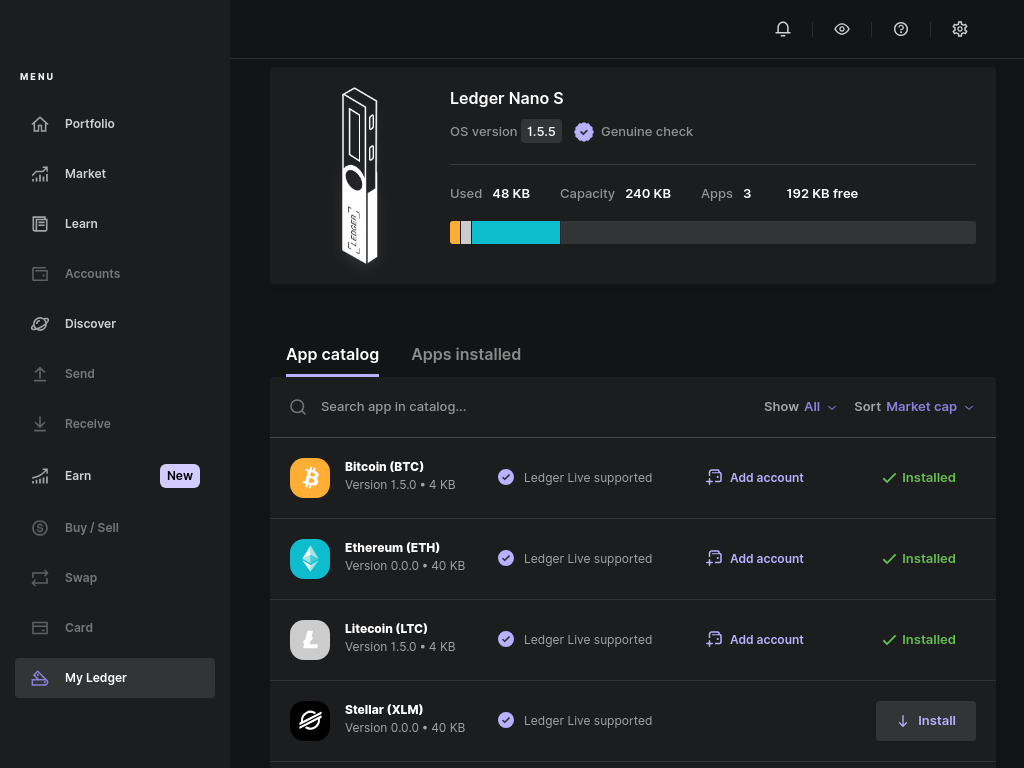 MENU
Portfolio
Market
Learn
Accounts
Discover
Send
Receive
Earn New
Buy / Sell
Swap
Card
My Ledger
LEDGER
Ledger Nano S
OS version 1.5.5 Genuine check
Used 48 KB Capacity 240 KB Apps 3 192 KB free
App catalog Apps installed
Search app in catalog... Show All Sort Market cap
Bitcoin (BTC)
Version 1.5.0 • 4 KB Ledger Live supported Add account Installed
Ethereum (ETH)
Version 0.0.0 • 40 KB Ledger Live supported Add account Installed
Litecoin (LTC)
Version 1.5.0 • 4 KB Ledger Live supported Add account Installed
Stellar (XLM)
Version 0.0.0 • 40 KB Ledger Live supported Install